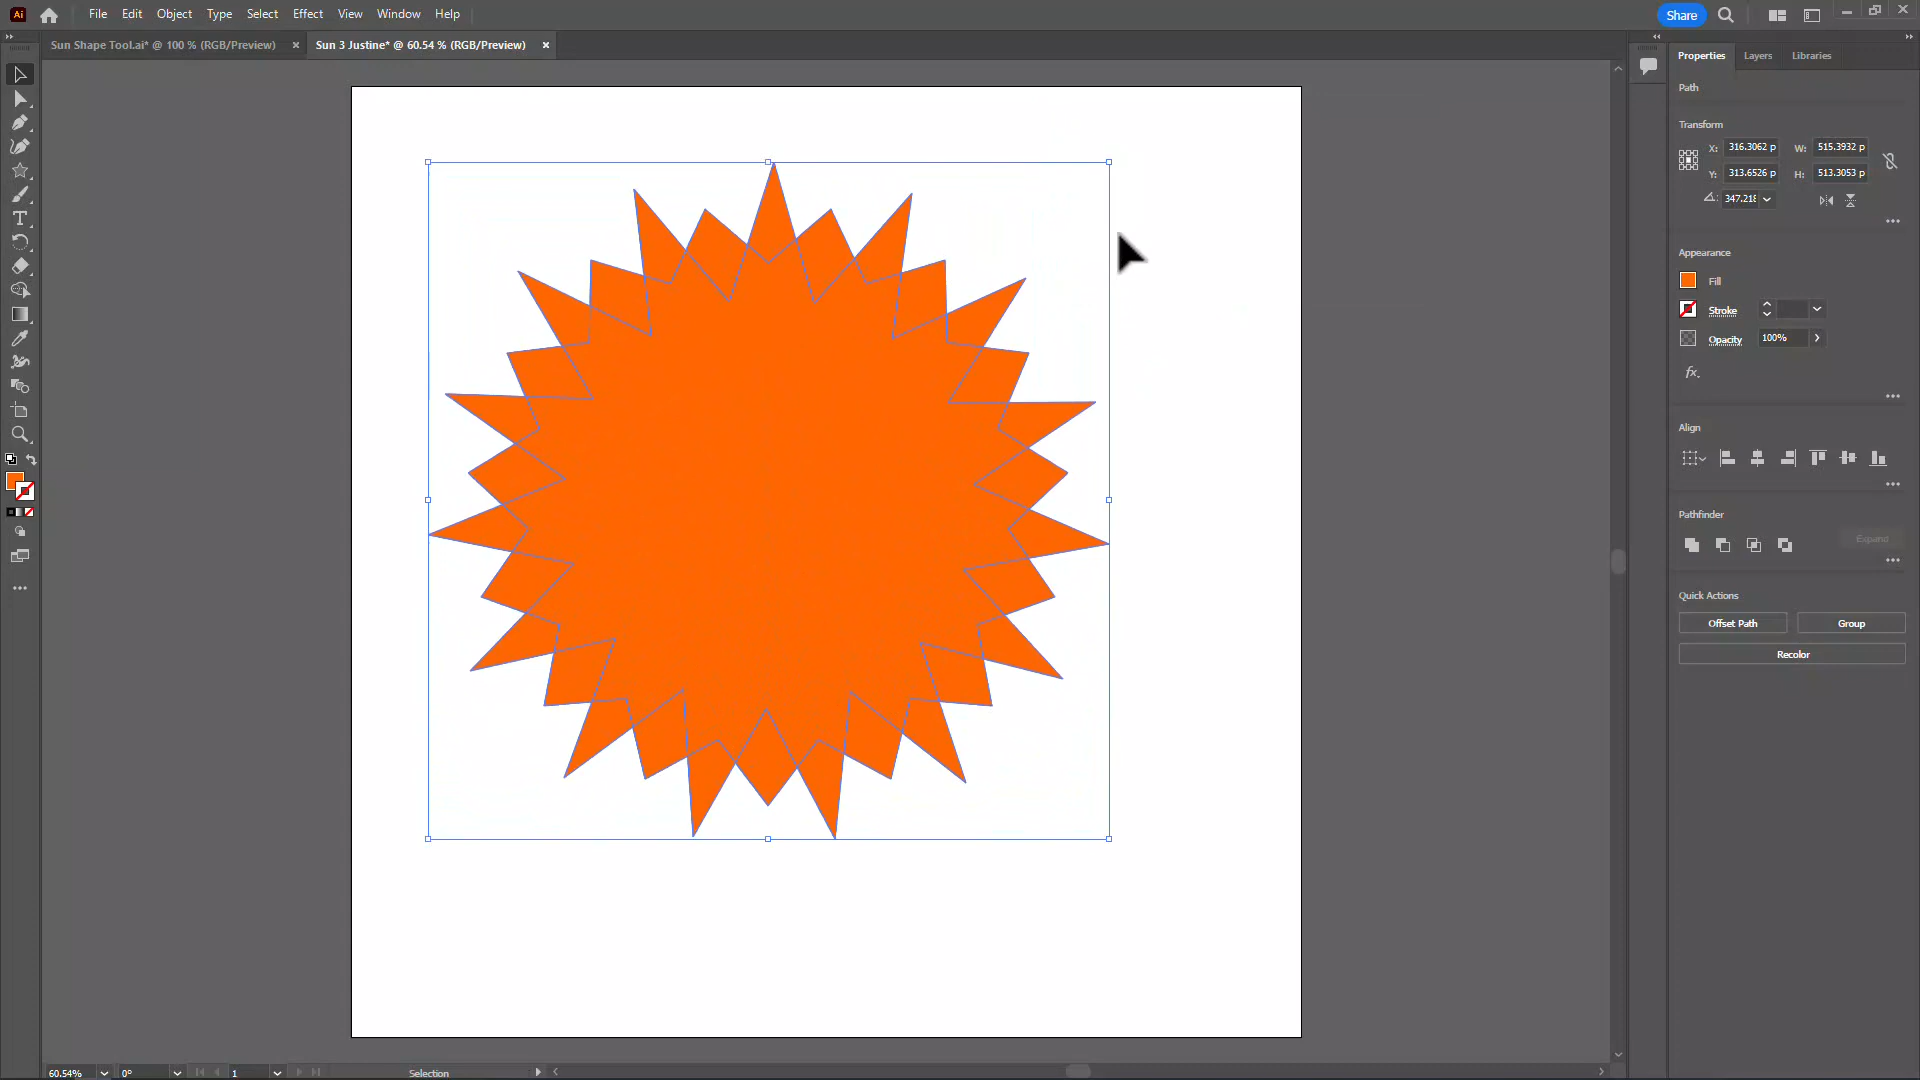 Ai File Edit Object Type Select Effect View Window Help Share
Sun Shape Tool.ai* @ 100 % (RGB/Preview) × Sun 3 Justine* @ 60.54 % (RGB/Preview) ×
Properties Layers Libraries
Path
Transform
X: 316.3062 p W: 515.3932 p
Y: 313.6526 p H: 513.3053 p
347.218
Appearance
Fill
Stroke
Opacity 100%
fx.
Align
Pathfinder
Expand
Quick Actions
Offset Path Group
Recolor
60.54% 0° 1 Selection